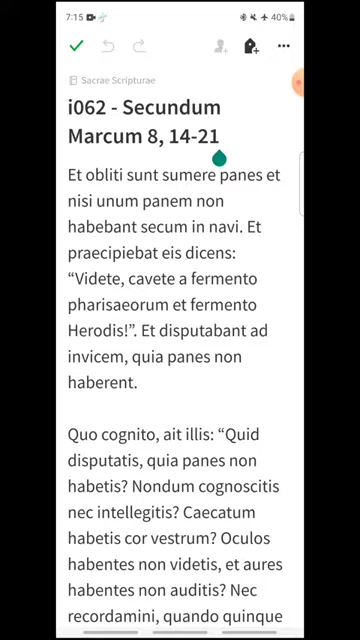 7:15
40%
Sacrae Scripturae
i062 - Secundum
Marcum 8, 14-21
Et obliti sunt sumere panes et
nisi unum panem non
habebant secum in navi. Et
praecipiebat eis dicens:
“Videte, cavete a fermento
pharisaeorum et fermento
Herodis!”. Et disputabant ad
invicem, quia panes non
haberent.
Quo cognito, ait illis: “Quid
disputatis, quia panes non
habetis? Nondum cognoscitis
nec intellegitis? Caecatum
habetis cor vestrum? Oculos
habentes non videtis, et aures
habentes non auditis? Nec
recordamini, quando quinque